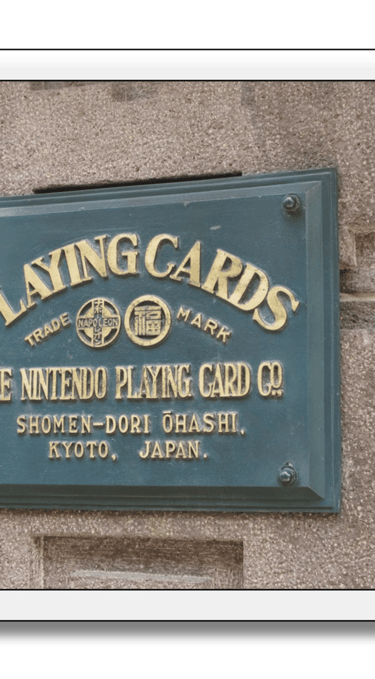 LAYING CARDS
TRADE NAPOLEON 福 MARK
E NINTENDO PLAYING CARD CO.
SHOMEN-DORI ŌHASHI,
KYOTO, JAPAN.